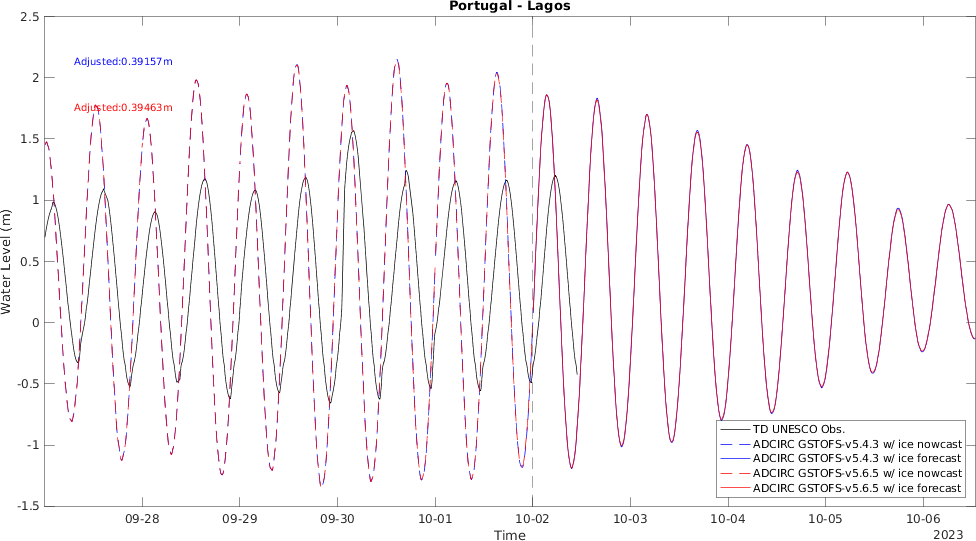 Portugal - Lagos
2.5
2
1.5
1
0.5
0
-0.5
-1
-1.5
Water Level (m)
Adjusted:0.39157m
Adjusted:0.39463m
TD UNESCO Obs.
ADCIRC GSTOFS-v5.4.3 w/ ice nowcast
ADCIRC GSTOFS-v5.4.3 w/ ice forecast
ADCIRC GSTOFS-v5.6.5 w/ ice nowcast
ADCIRC GSTOFS-v5.6.5 w/ ice forecast
09-28 09-29 09-30 10-01 10-02 10-03 10-04 10-05 10-06
Time
2023